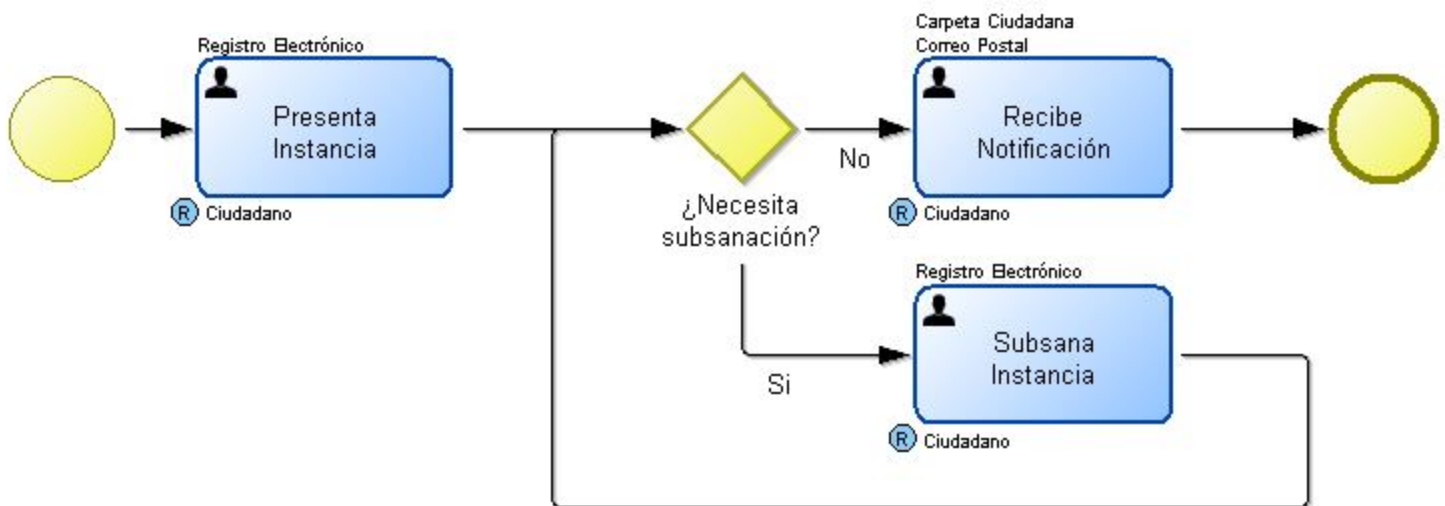 Registro Electrónico
Presenta
Instancia
R Ciudadano
¿Necesita
subsanación?
No
Si
Carpeta Ciudadana
Correo Postal
Recibe
Notificación
R Ciudadano
Registro Electrónico
Subsana
Instancia
R Ciudadano